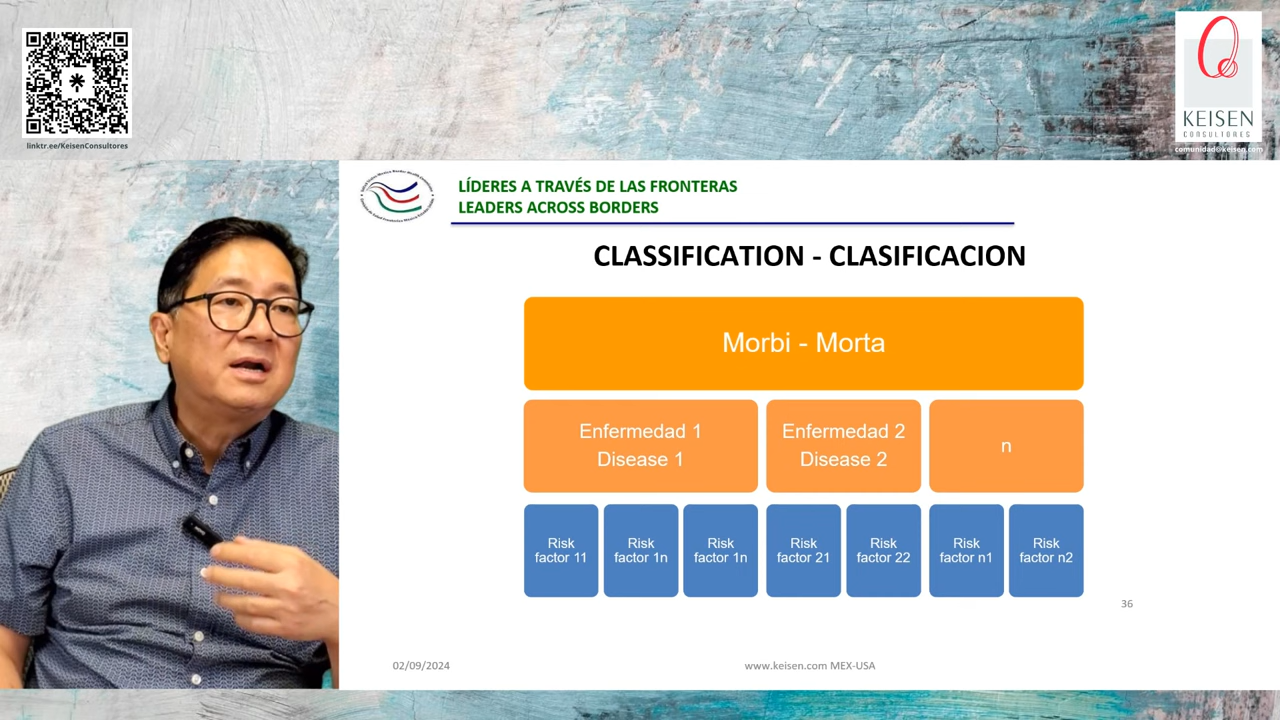 linktr.ee/KeisenConsultores
KEISEN
CONSULTORES
comunidad@keisen.com
LÍDERES A TRAVÉS DE LAS FRONTERAS
LEADERS ACROSS BORDERS
CLASSIFICATION - CLASIFICACION
Morbi - Morta
Enfermedad 1
Disease 1
Enfermedad 2
Disease 2
n
Risk
factor 11
Risk
factor 1n
Risk
factor 1n
Risk
factor 21
Risk
factor 22
Risk
factor n1
Risk
factor n2
36
02/09/2024
www.keisen.com MEX-USA